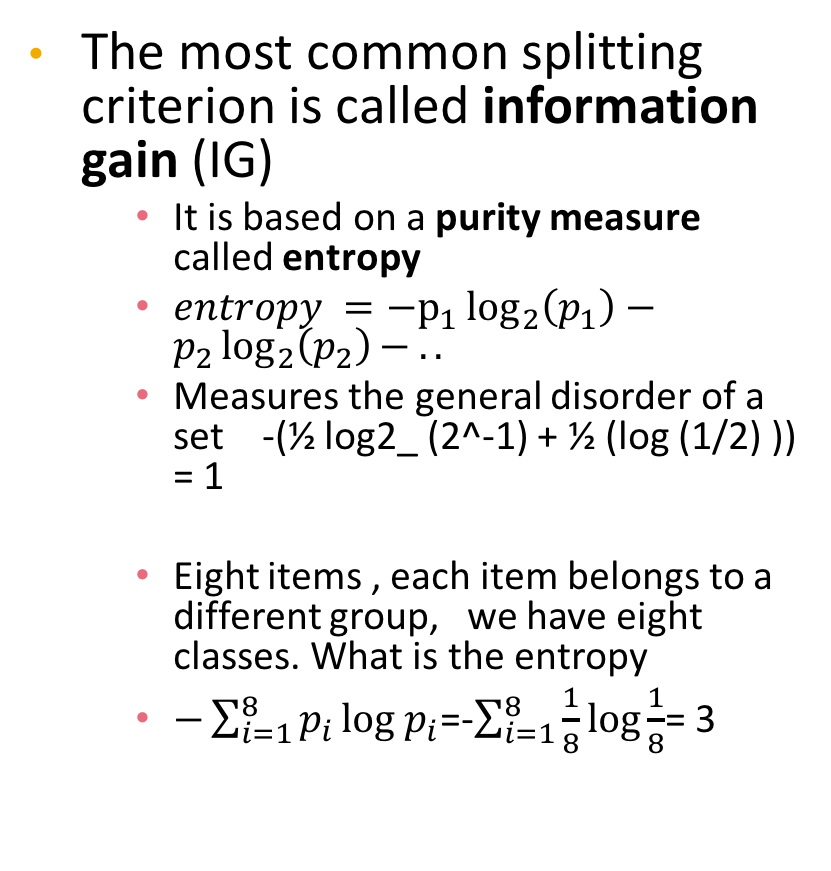 • The most common splitting
criterion is called information
gain (IG)
• It is based on a purity measure
called entropy
• entropy = −p₁ log₂(p₁) −
p₂ log₂(p₂) − ..
• Measures the general disorder of a
set -(½ log2_ (2^-1) + ½ (log (1/2) ))
= 1
• Eight items , each item belongs to a
different group, we have eight
classes. What is the entropy
• − ∑⁸ᵢ₌₁ pᵢ log pᵢ=-∑⁸ᵢ₌₁ 1/8 log 1/8= 3